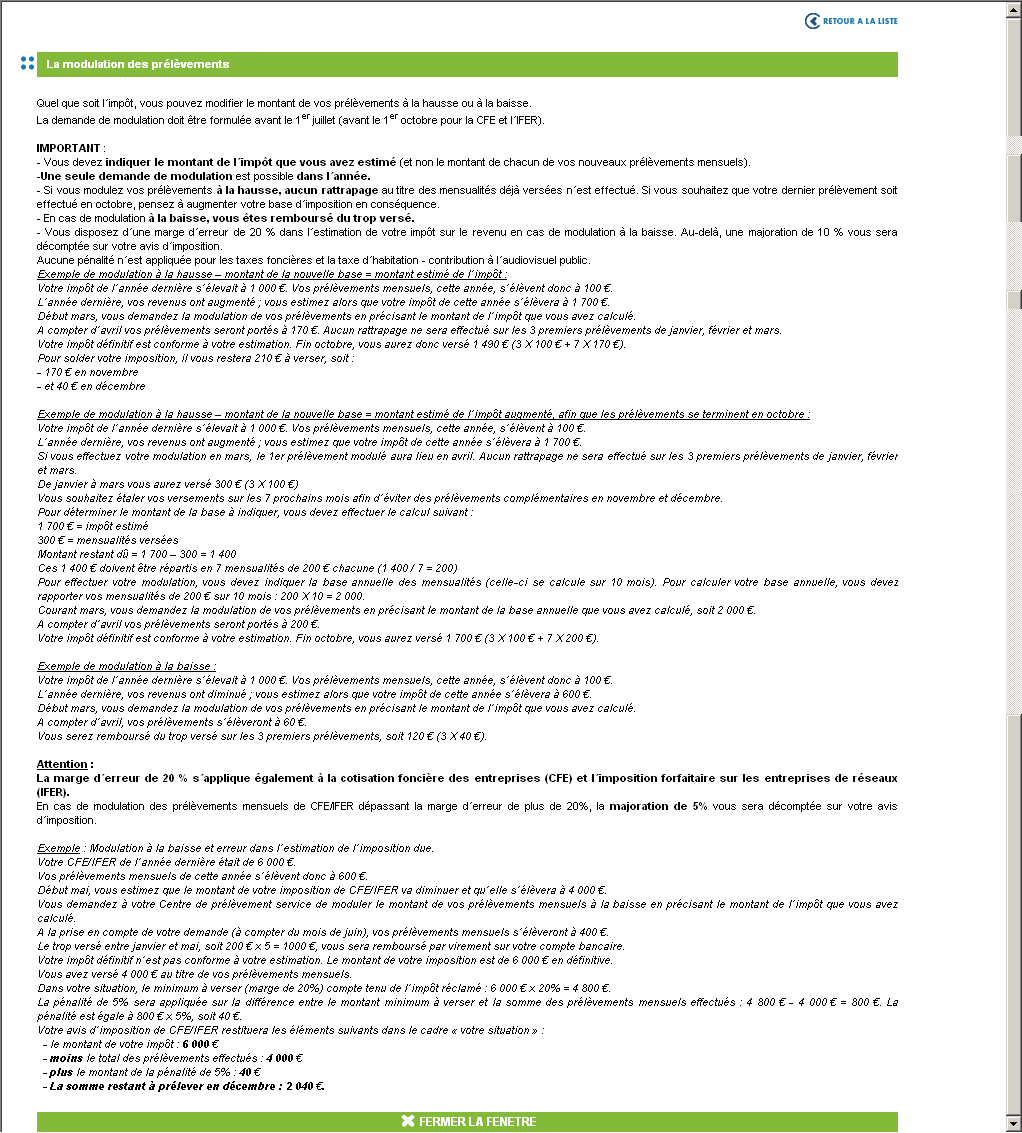 RETOUR A LA LISTE
La modulation des prélèvements
Quel que soit l´impôt, vous pouvez modifier le montant de vos prélèvements à la hausse ou à la baisse.
La demande de modulation doit être formulée avant le 1er juillet (avant le 1er octobre pour la CFE et l´IFER).
IMPORTANT :
- Vous devez indiquer le montant de l´impôt que vous avez estimé (et non le montant de chacun de vos nouveaux prélèvements mensuels).
-Une seule demande de modulation est possible dans l´année.
- Si vous modulez vos prélèvements à la hausse, aucun rattrapage au titre des mensualités déjà versées n´est effectué. Si vous souhaitez que votre dernier prélèvement soit
effectué en octobre, pensez à augmenter votre base d´imposition en conséquence.
- En cas de modulation à la baisse, vous êtes remboursé du trop versé.
- Vous disposez d´une marge d´erreur de 20 % dans l´estimation de votre impôt sur le revenu en cas de modulation à la baisse. Au-delà, une majoration de 10 % vous sera
décomptée sur votre avis d´imposition.
Aucune pénalité n´est appliquée pour les taxes foncières et la taxe d´habitation - contribution à l´audiovisuel public.
Exemple de modulation à la hausse – montant de la nouvelle base = montant estimé de l´impôt :
Votre impôt de l´année dernière s´élevait à 1 000 €. Vos prélèvements mensuels, cette année, s´élèvent donc à 100 €.
L´année dernière, vos revenus ont augmenté ; vous estimez alors que votre impôt de cette année s´élèvera à 1 700 €.
Début mars, vous demandez la modulation de vos prélèvements en précisant le montant de l´impôt que vous avez calculé.
A compter d´avril vos prélèvements seront portés à 170 €. Aucun rattrapage ne sera effectué sur les 3 premiers prélèvements de janvier, février et mars.
Votre impôt définitif est conforme à votre estimation. Fin octobre, vous aurez donc versé 1 490 € (3 X 100 € + 7 X 170 €).
Pour solder votre imposition, il vous restera 210 € à verser, soit :
- 170 € en novembre
- et 40 € en décembre
Exemple de modulation à la hausse – montant de la nouvelle base = montant estimé de l´impôt augmenté, afin que les prélèvements se terminent en octobre :
Votre impôt de l´année dernière s´élevait à 1 000 €. Vos prélèvements mensuels, cette année, s´élèvent à 100 €.
L´année dernière, vos revenus ont augmenté ; vous estimez que votre impôt de cette année s´élèvera à 1 700 €.
Si vous effectuez votre modulation en mars, le 1er prélèvement modulé aura lieu en avril. Aucun rattrapage ne sera effectué sur les 3 premiers prélèvements de janvier, février
et mars.
De janvier à mars vous aurez versé 300 € (3 X 100 €)
Vous souhaitez étaler vos versements sur les 7 prochains mois afin d´éviter des prélèvements complémentaires en novembre et décembre.
Pour déterminer le montant de la base à indiquer, vous devez effectuer le calcul suivant :
1 700 € = impôt estimé
300 € = mensualités versées
Montant restant dû = 1 700 – 300 = 1 400
Ces 1 400 € doivent être répartis en 7 mensualités de 200 € chacune (1 400 / 7 = 200)
Pour effectuer votre modulation, vous devez indiquer la base annuelle des mensualités (celle-ci se calcule sur 10 mois). Pour calculer votre base annuelle, vous devez
rapporter vos mensualités de 200 € sur 10 mois : 200 X 10 = 2 000.
Courant mars, vous demandez la modulation de vos prélèvements en précisant le montant de la base annuelle que vous avez calculé, soit 2 000 €.
A compter d´avril vos prélèvements seront portés à 200 €.
Votre impôt définitif est conforme à votre estimation. Fin octobre, vous aurez versé 1 700 € (3 X 100 € + 7 X 200 €).
Exemple de modulation à la baisse :
Votre impôt de l´année dernière s´élevait à 1 000 €. Vos prélèvements mensuels, cette année, s´élèvent donc à 100 €.
L´année dernière, vos revenus ont diminué ; vous estimez alors que votre impôt de cette année s´élèvera à 600 €.
Début mars, vous demandez la modulation de vos prélèvements en précisant le montant de l´impôt que vous avez calculé.
A compter d´avril, vos prélèvements s´élèveront à 60 €.
Vous serez remboursé du trop versé sur les 3 premiers prélèvements, soit 120 € (3 X 40 €).
Attention :
La marge d´erreur de 20 % s´applique également à la cotisation foncière des entreprises (CFE) et l´imposition forfaitaire sur les entreprises de réseaux
(IFER).
En cas de modulation des prélèvements mensuels de CFE/IFER dépassant la marge d´erreur de plus de 20%, la majoration de 5% vous sera décomptée sur votre avis
d´imposition.
Exemple : Modulation à la baisse et erreur dans l´estimation de l´imposition due.
Votre CFE/IFER de l´année dernière était de 6 000 €.
Vos prélèvements mensuels de cette année s´élèvent donc à 600 €.
Début mai, vous estimez que le montant de votre imposition de CFE/IFER va diminuer et qu´elle s´élèvera à 4 000 €.
Vous demandez à votre Centre de prélèvement service de moduler le montant de vos prélèvements mensuels à la baisse en précisant le montant de l´impôt que vous avez
calculé.
A la prise en compte de votre demande (à compter du mois de juin), vos prélèvements mensuels s´élèveront à 400 €.
Le trop versé entre janvier et mai, soit 200 € x 5 = 1000 €, vous sera remboursé par virement sur votre compte bancaire.
Votre impôt définitif n´est pas conforme à votre estimation. Le montant de votre imposition est de 6 000 € en définitive.
Vous avez versé 4 000 € au titre de vos prélèvements mensuels.
Dans votre situation, le minimum à verser (marge de 20%) compte tenu de l´impôt réclamé : 6 000 € x 20% = 4 800 €.
La pénalité de 5% sera appliquée sur la différence entre le montant minimum à verser et la somme des prélèvements mensuels effectués : 4 800 € - 4 000 € = 800 €. La
pénalité est égale à 800 € x 5%, soit 40 €.
Votre avis d´imposition de CFE/IFER restituera les éléments suivants dans le cadre « votre situation » :
- le montant de votre impôt : 6 000 €
- moins le total des prélèvements effectués : 4 000 €
- plus le montant de la pénalité de 5% : 40 €
- La somme restant à prélever en décembre : 2 040 €.
FERMER LA FENETRE